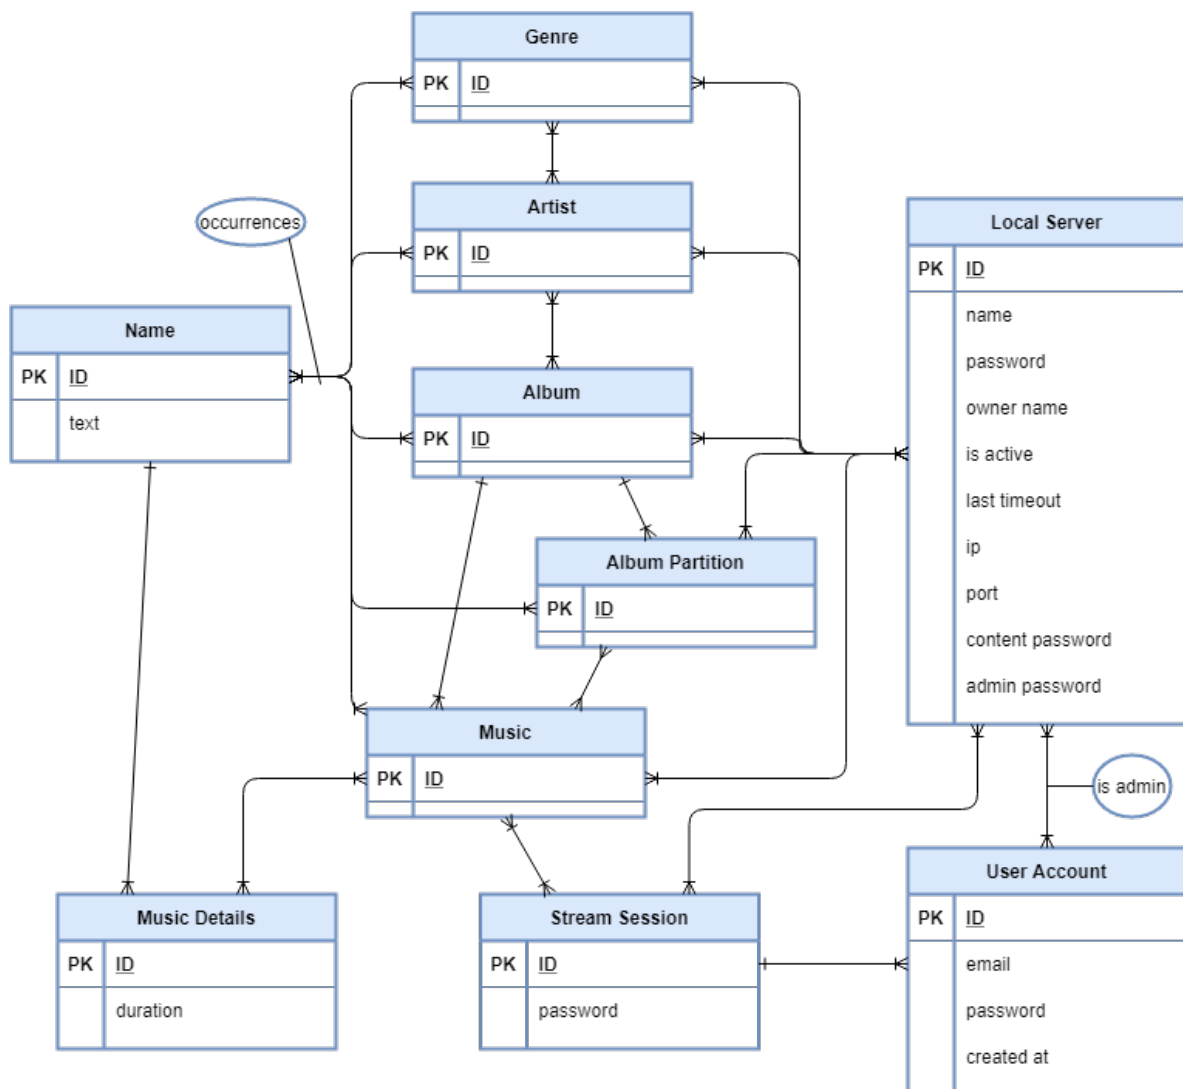 Genre
PK ID
Artist
PK ID
occurrences
Local Server
PK ID
name
password
owner name
is active
last timeout
ip
port
content password
admin password
Name
PK ID
text
Album
PK ID
Album Partition
PK ID
Music
PK ID
is admin
Music Details
PK ID
duration
Stream Session
PK ID
password
User Account
PK ID
email
password
created at